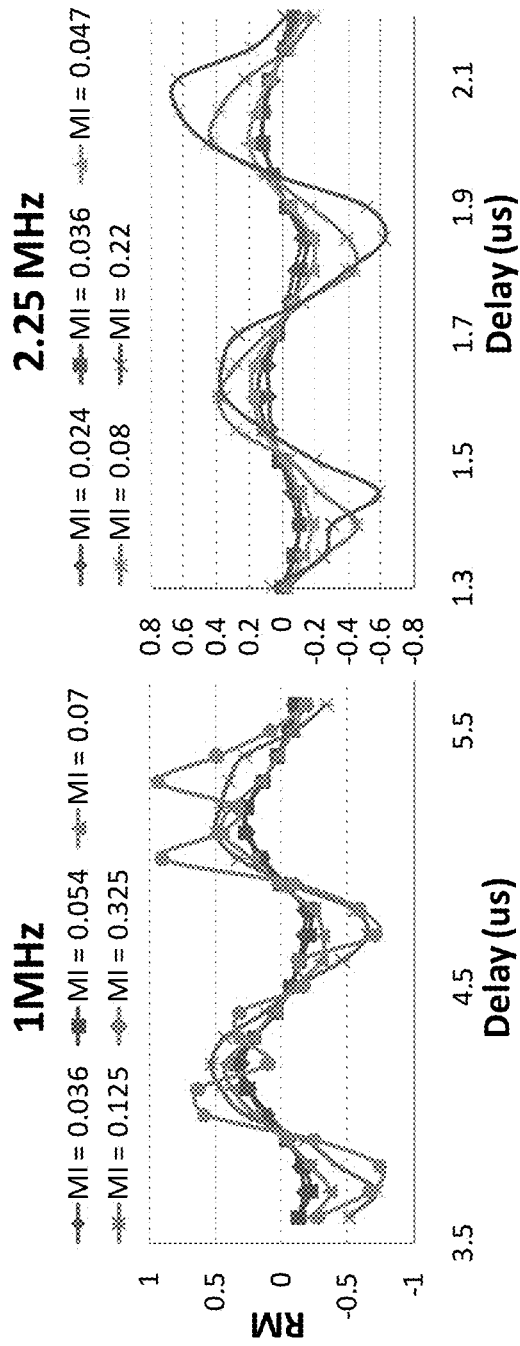 1MHz
MI = 0.036 MI = 0.054 MI = 0.07
MI = 0.125 MI = 0.325
RM
1
0.5
0
-0.5
-1
3.5 4.5 5.5
Delay (us)
2.25 MHz
MI = 0.024 MI = 0.036 MI = 0.047
MI = 0.08 MI = 0.22
0.8
0.6
0.4
0.2
0
-0.2
-0.4
-0.6
-0.8
1.3 1.5 1.7 1.9 2.1
Delay (us)